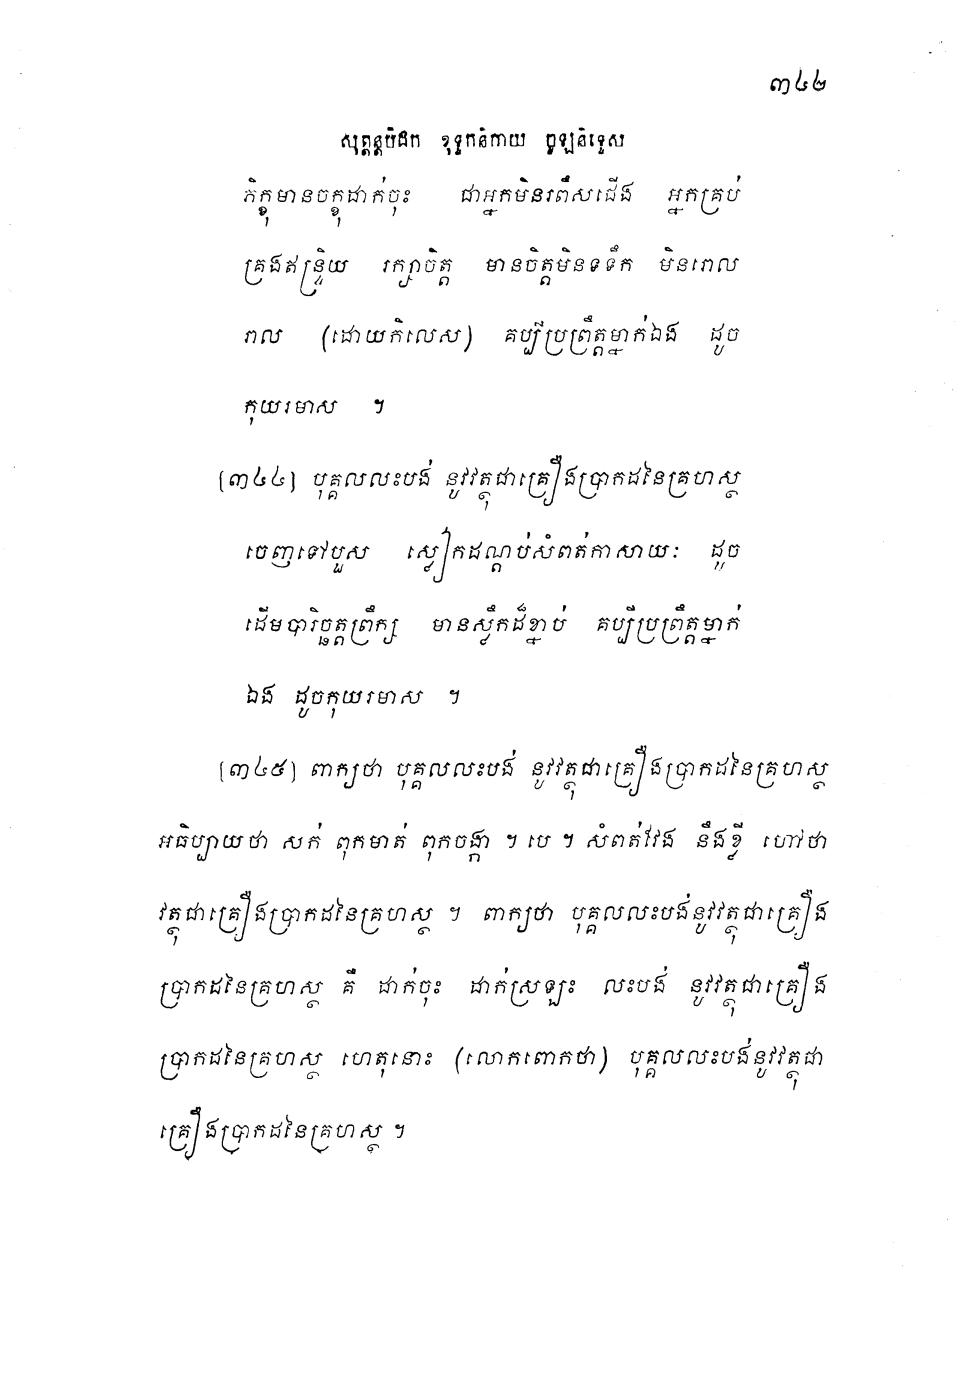 ៣៤២
សុត្តន្តបិដក ខុទ្ទកនិកាយ ចូឡនិទ្ទេស
ភិក្ខុមានចក្ខុដាក់ចុះ ជាអ្នកមិនរពឹសជើង អ្នកគ្រប់
គ្រងឥន្ទ្រិយ រក្សាចិត្ត មានចិត្តមិនទទឹក មិនរោល
រាល (ដោយកិលេស) គប្បីប្រព្រឹត្តម្នាក់ឯង ដូច
កុយរមាស ។
[៣៤៤] បុគ្គលលះបង់ នូវវត្ថុជាគ្រឿងប្រាកដនៃគ្រហស្ថ
ចេញទៅបួស ស្លៀកដណ្តប់សំពត់កាសាយៈ ដូច
ដើមបារិច្ឆត្តព្រឹក្ស មានស្លឹកដ៏ខ្ជាប់ គប្បីប្រព្រឹត្តម្នាក់
ឯង ដូចកុយរមាស ។
[៣៤៥] ពាក្យថា បុគ្គលលះបង់ នូវវត្ថុជាគ្រឿងប្រាកដនៃគ្រហស្ថ
អធិប្បាយថា សក់ ពុកមាត់ ពុកចង្កា ។ បេ ។ សំពត់វែង នឹងខ្លី ហៅថា
វត្ថុជាគ្រឿងប្រាកដនៃគ្រហស្ថ ។ ពាក្យថា បុគ្គលលះបង់នូវវត្ថុជាគ្រឿង
ប្រាកដនៃគ្រហស្ថ គឺ ដាក់ចុះ ដាក់ស្រឡះ លះបង់ នូវវត្ថុជាគ្រឿង
ប្រាកដនៃគ្រហស្ថ ហេតុនោះ (លោកពោកថា) បុគ្គលលះបង់នូវវត្ថុជា
គ្រឿងប្រាកដនៃគ្រហស្ថ ។